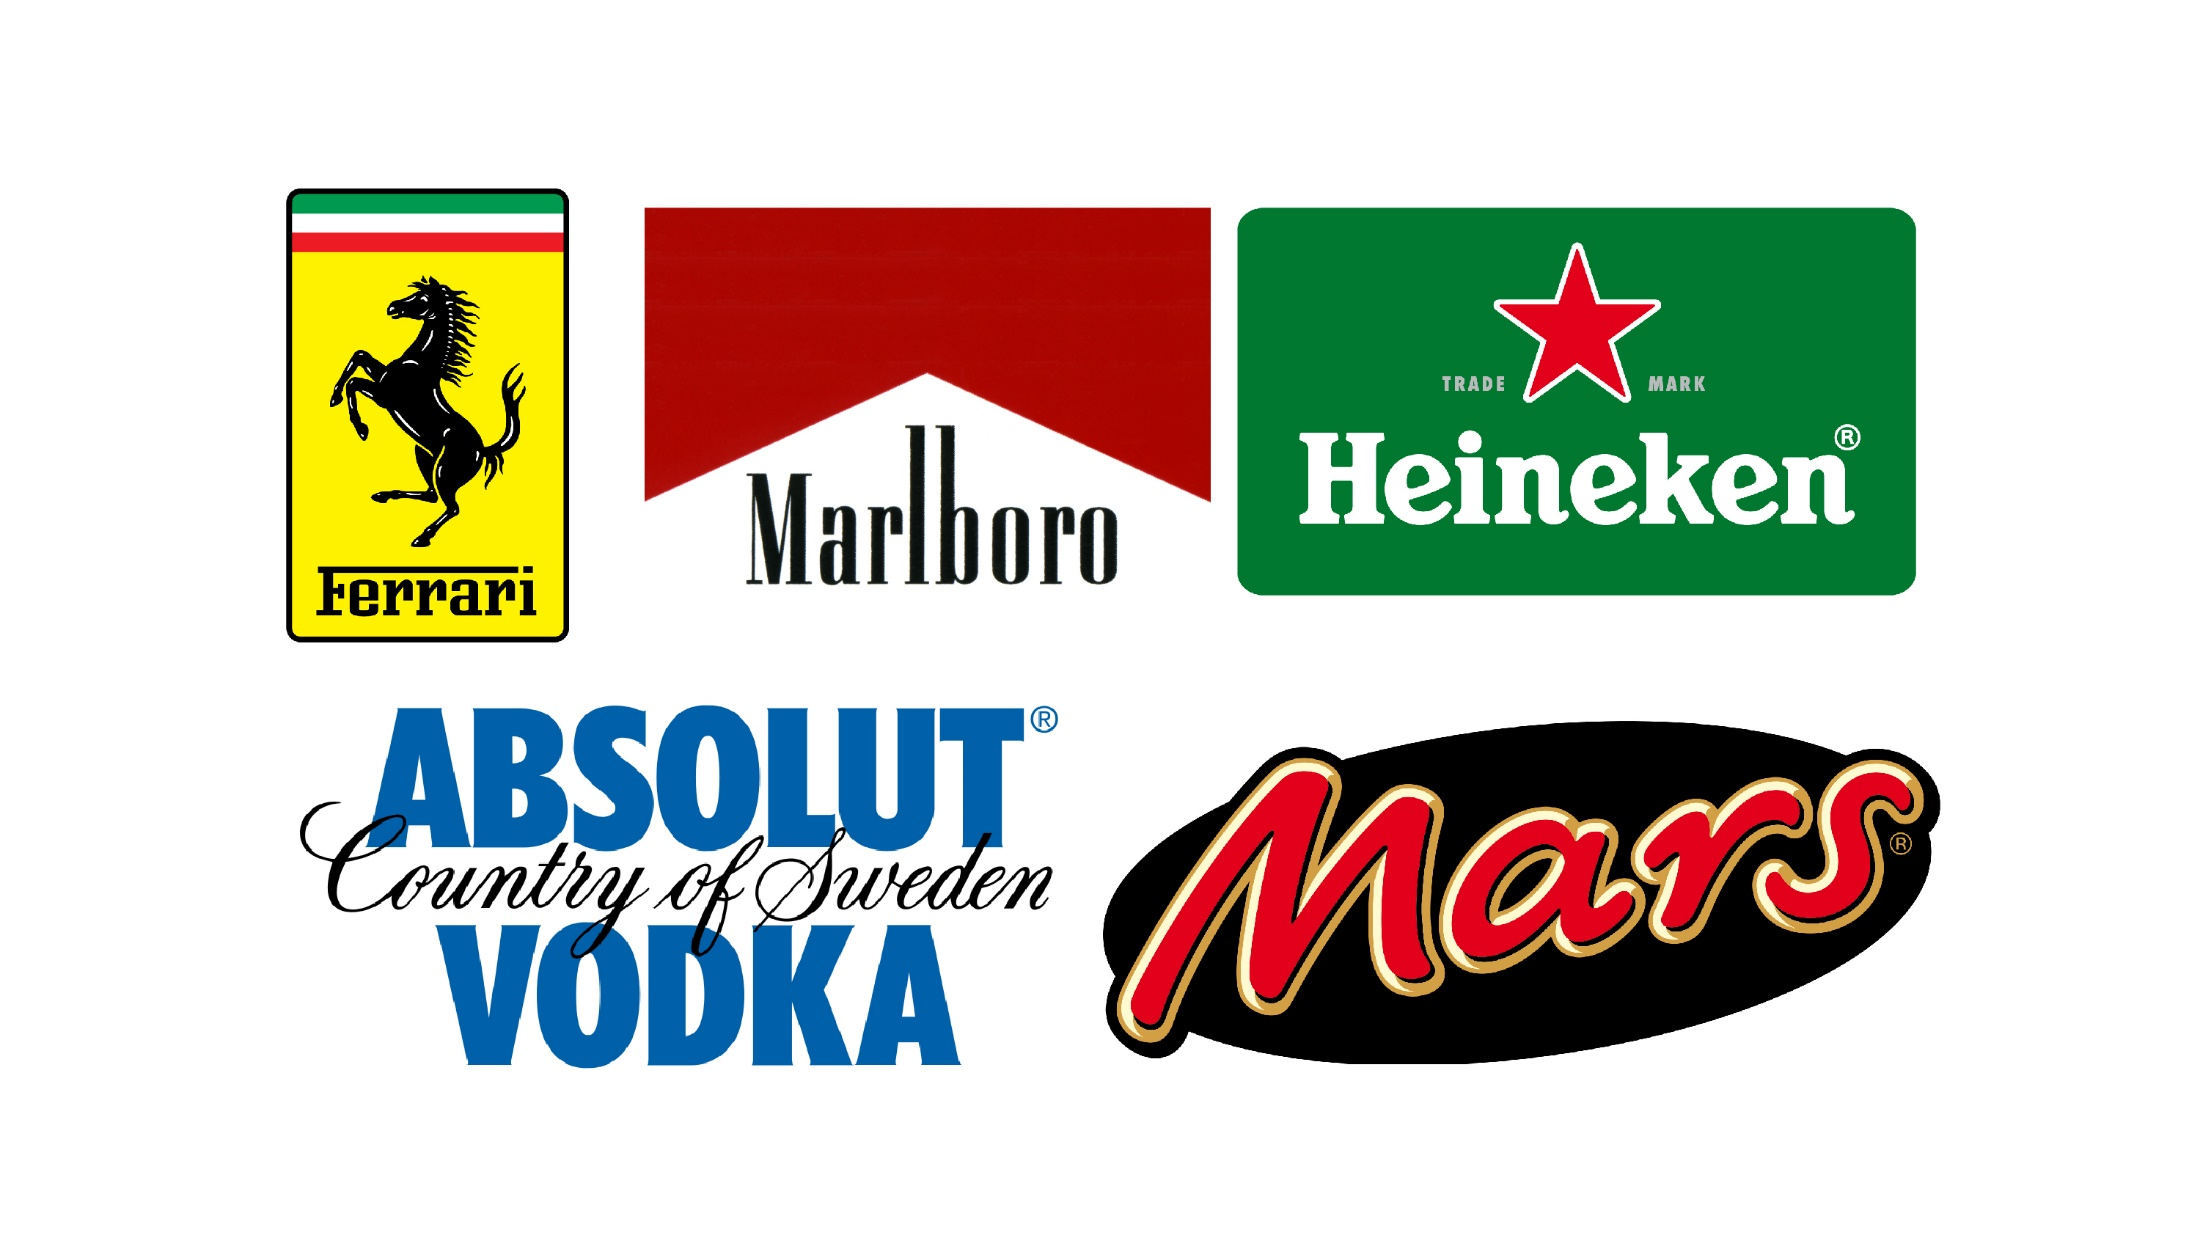 Ferrari
Marlboro
TRADE MARK
Heineken®
ABSOLUT®
Country of Sweden
VODKA
Mars®